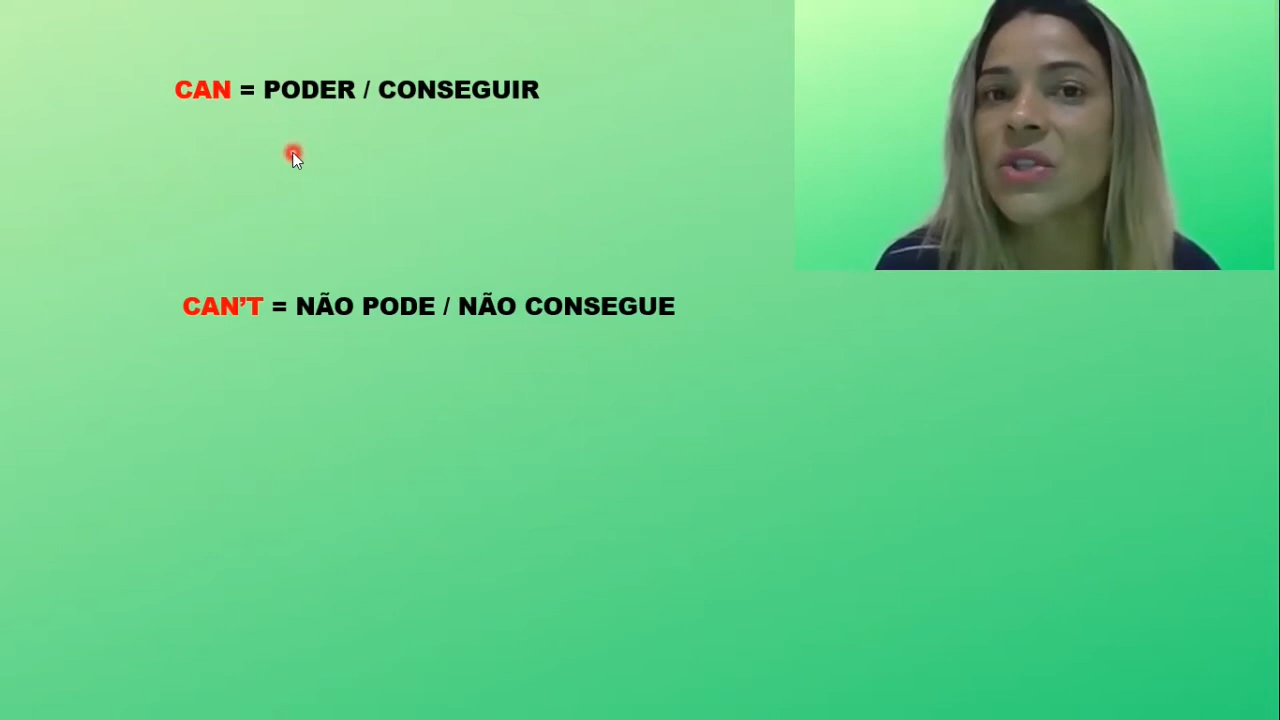 CAN = PODER / CONSEGUIR
CAN’T = NÃO PODE / NÃO CONSEGUE